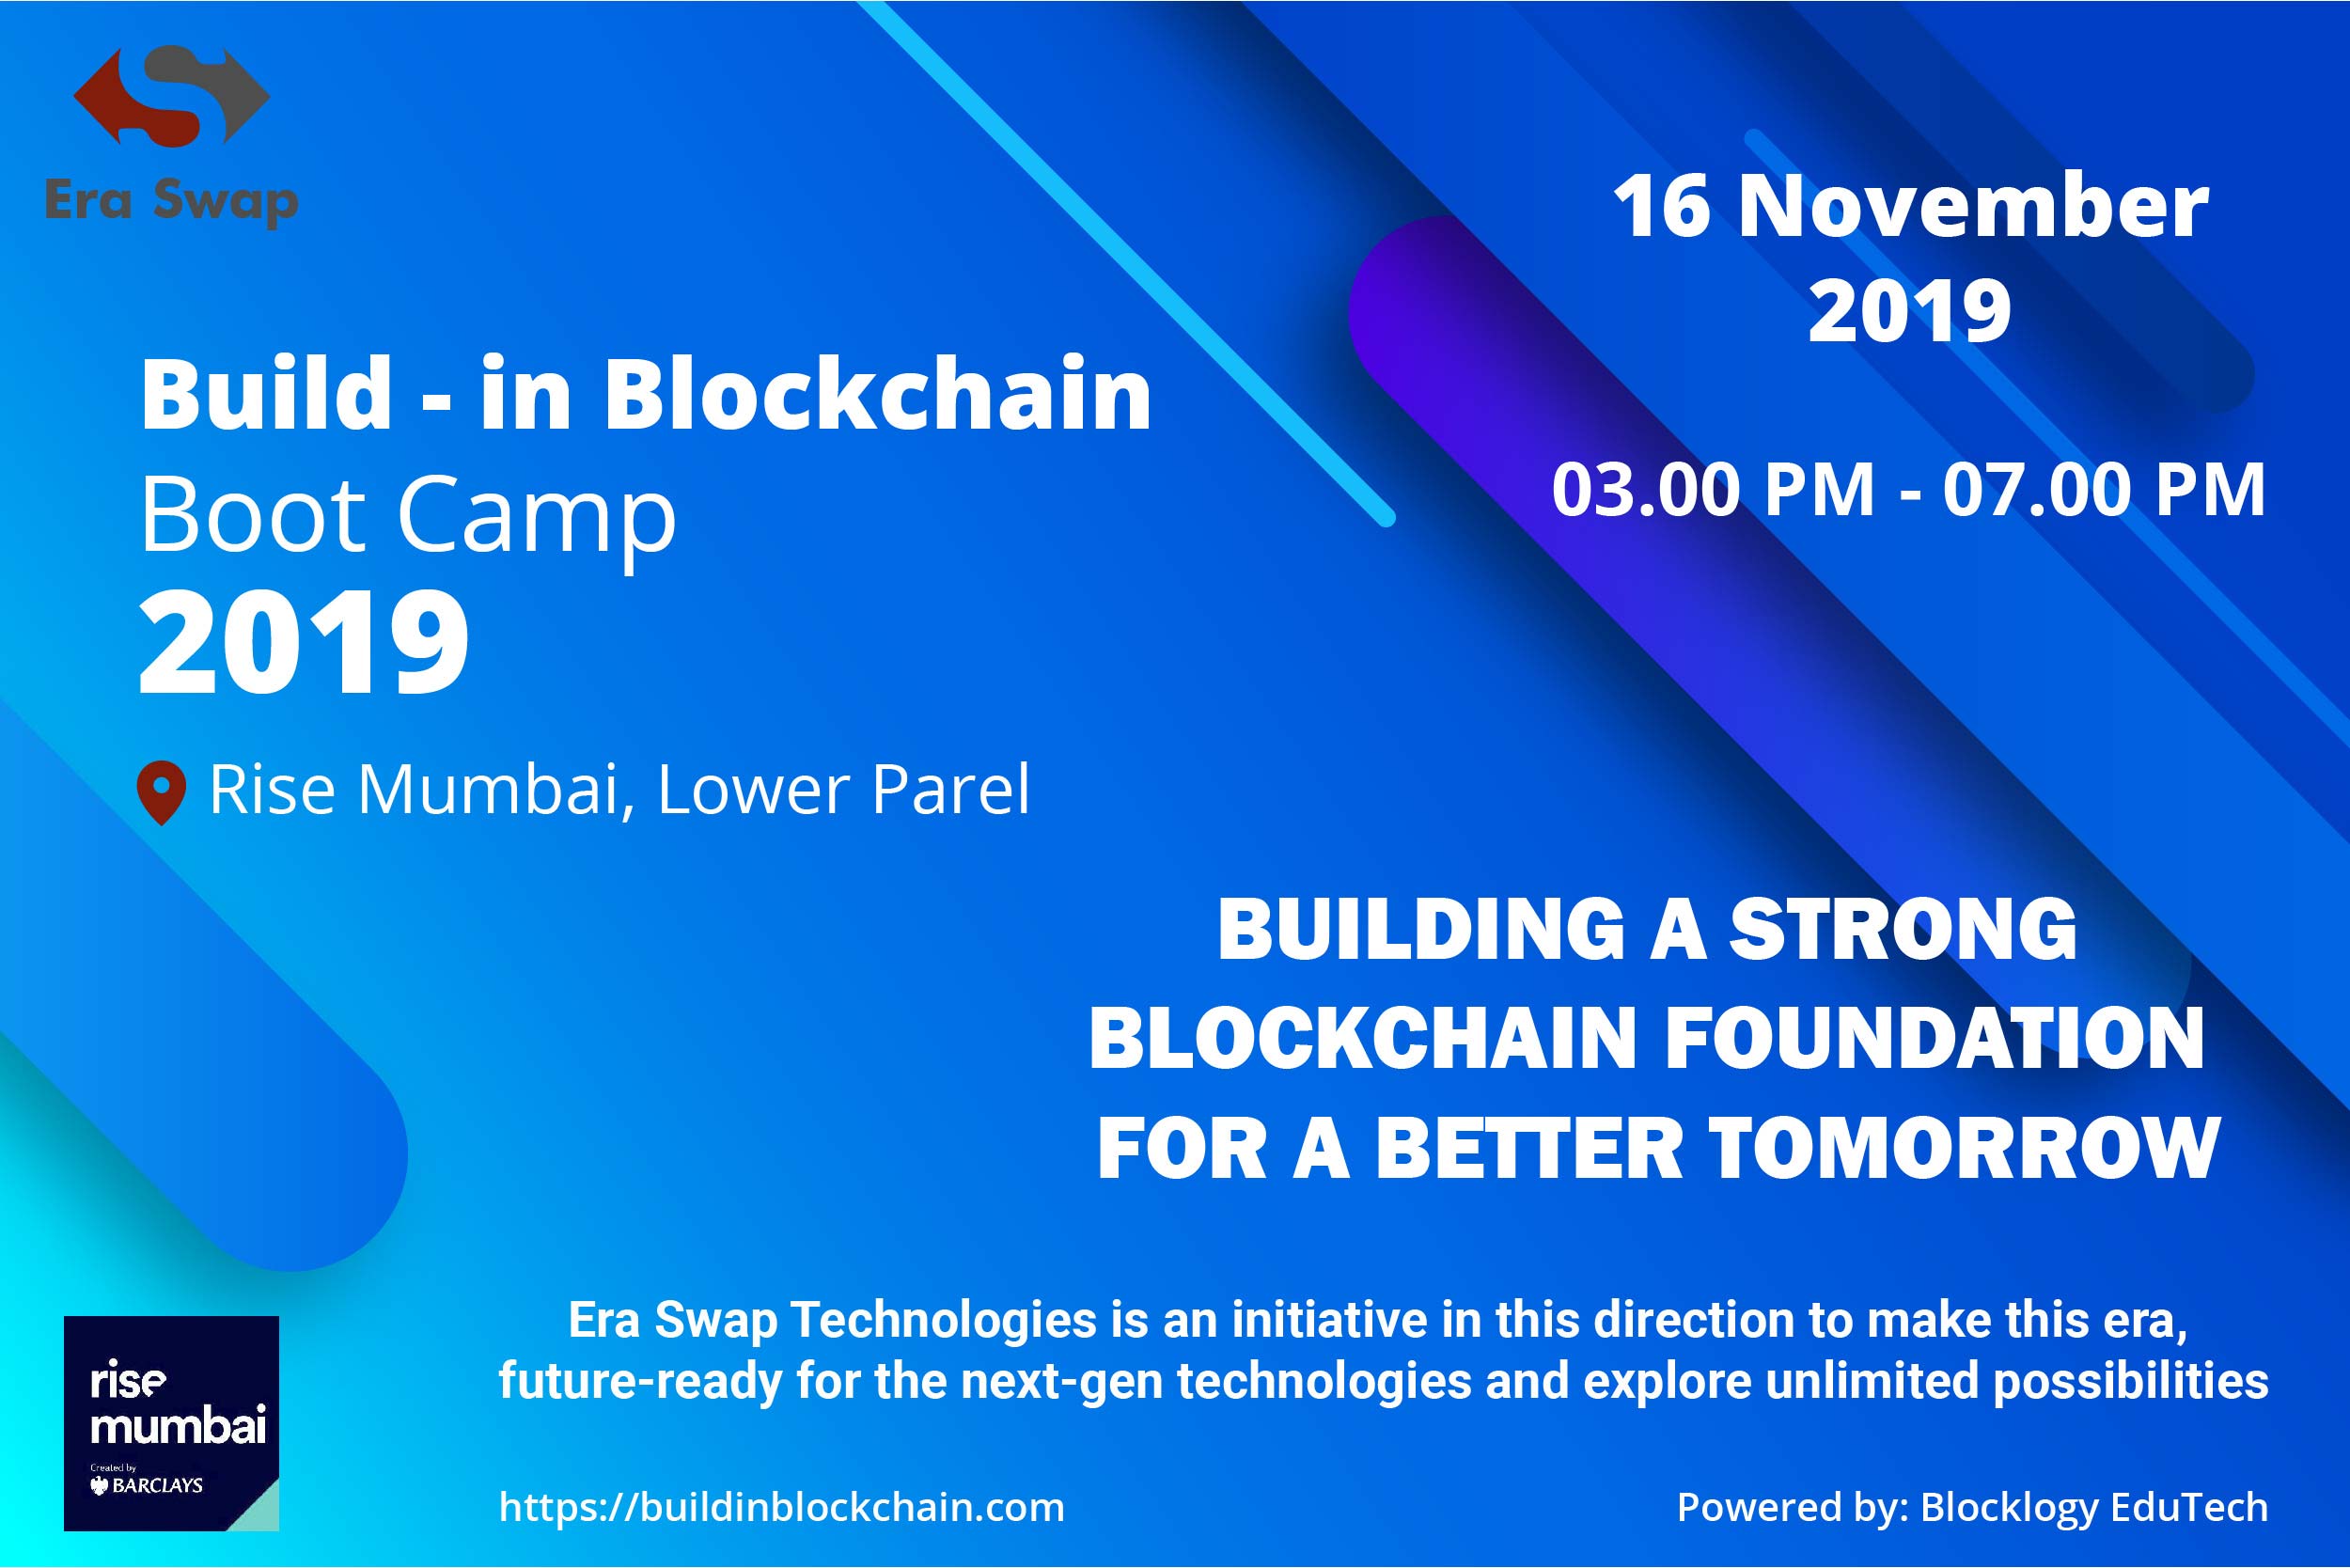 Era Swap
16 November
2019
03.00 PM - 07.00 PM
Build - in Blockchain
Boot Camp
2019
Rise Mumbai, Lower Parel
BUILDING A STRONG
BLOCKCHAIN FOUNDATION
FOR A BETTER TOMORROW
Era Swap Technologies is an initiative in this direction to make this era,
future-ready for the next-gen technologies and explore unlimited possibilities
rise
mumbai
Created by
BARCLAYS
https://buildinblockchain.com
Powered by: Blocklogy EduTech